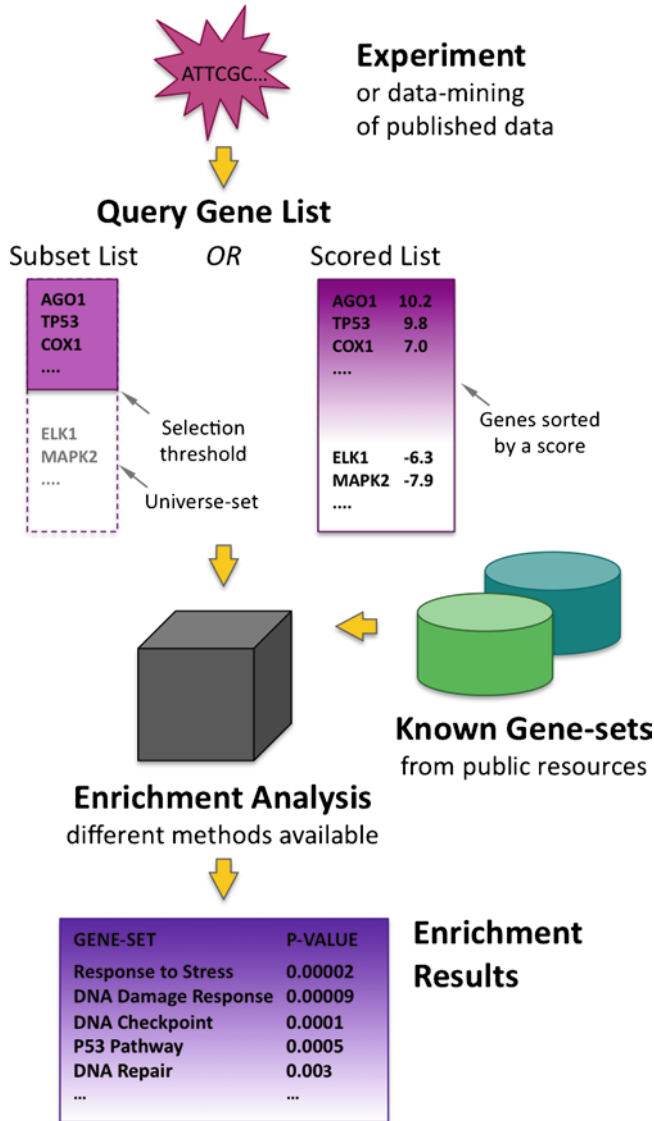 ATTCGC...
Experiment
or data-mining
of published data
Query Gene List
Subset List OR Scored List
AGO1
TP53
COX1
....
Selection
threshold
ELK1
MAPK2
....
Universe-set
AGO1 10.2
TP53 9.8
COX1 7.0
....
Genes sorted
by a score
ELK1 -6.3
MAPK2 -7.9
....
Known Gene-sets
from public resources
Enrichment Analysis
different methods available
Enrichment
Results
GENE-SET P-VALUE
Response to Stress 0.00002
DNA Damage Response 0.00009
DNA Checkpoint 0.0001
P53 Pathway 0.0005
DNA Repair 0.003
... ...